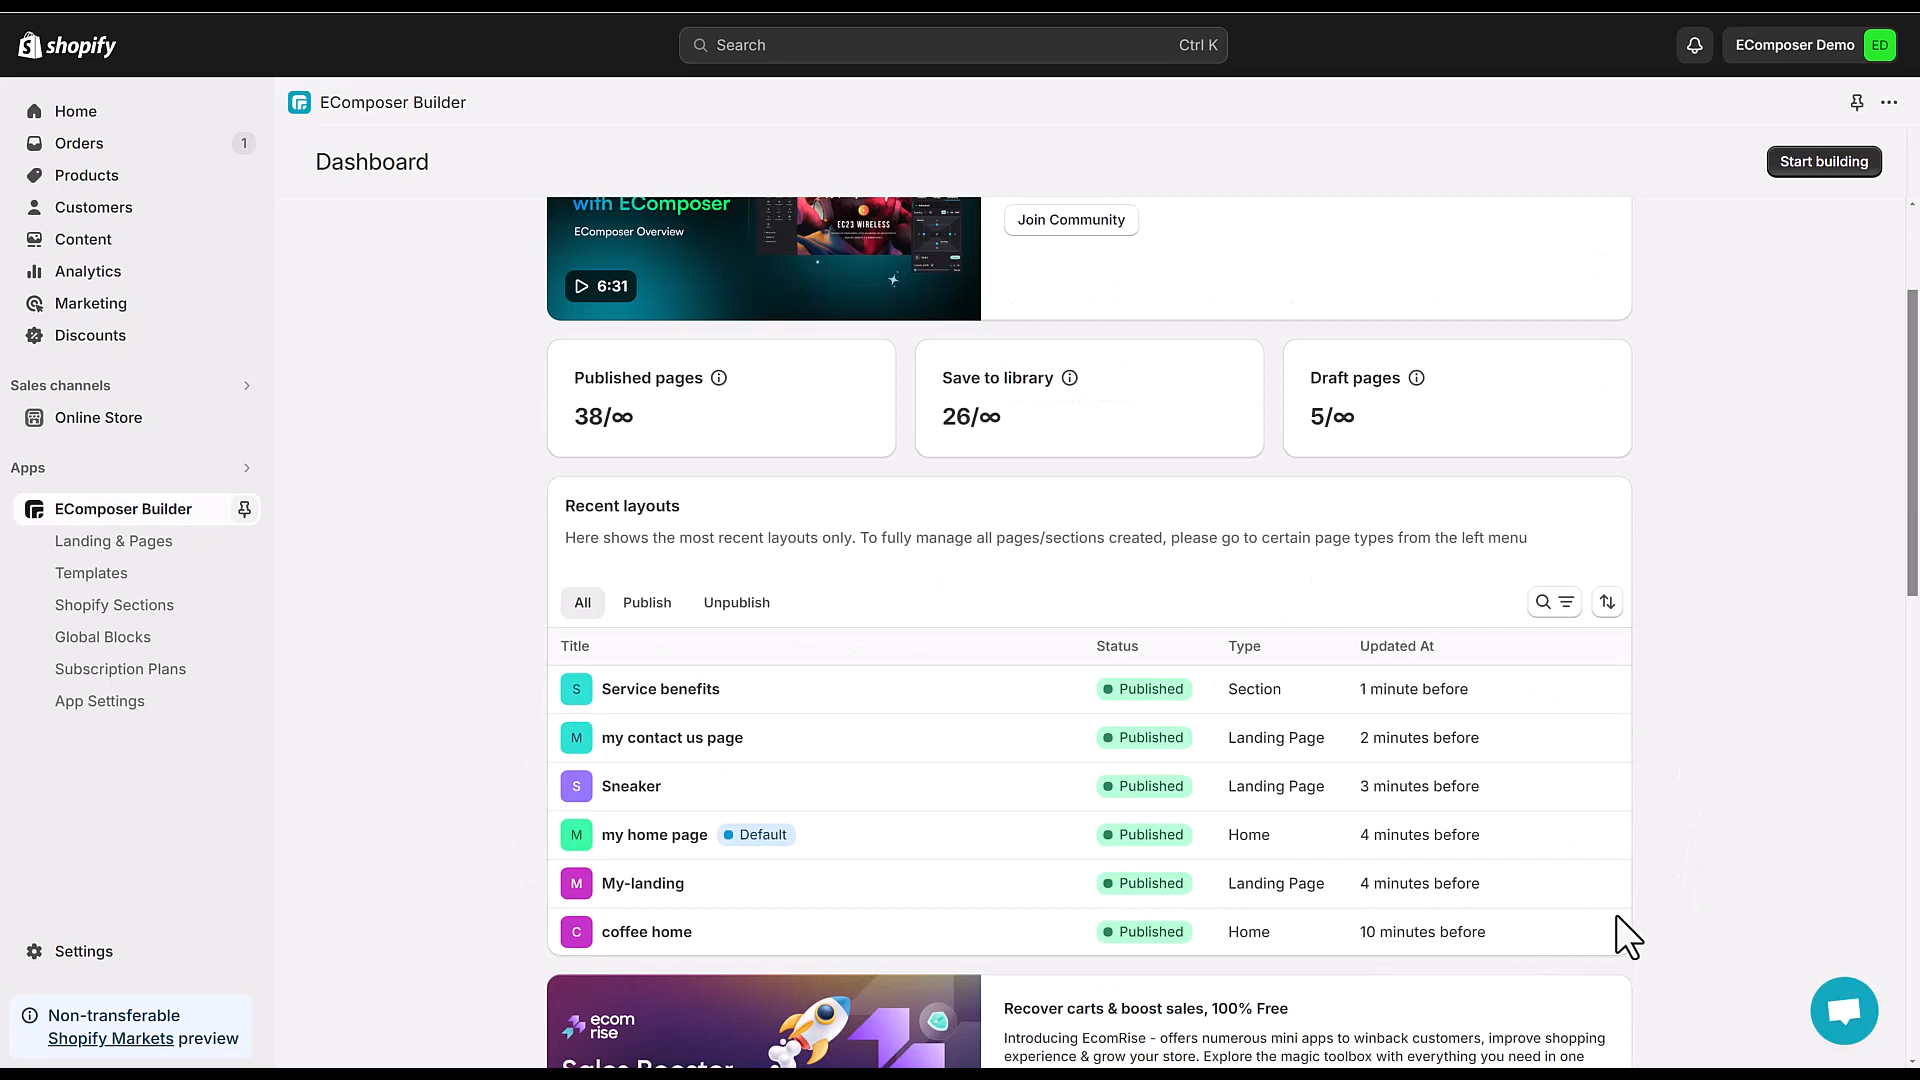 shopify
Search
Ctrl K
EComposer Demo
ED
Home
Orders
1
Products
Customers
Content
Analytics
Marketing
Discounts
Sales channels
Online Store
Apps
EComposer Builder
Landing & Pages
Templates
Shopify Sections
Global Blocks
Subscription Plans
App Settings
Settings
Non-transferable
Shopify Markets preview
EComposer Builder
Dashboard
Start building
with EComposer
EComposer Overview
EC23 WIRELESS
6:31
Join Community
Published pages
38/∞
Save to library
26/∞
Draft pages
5/∞
Recent layouts
Here shows the most recent layouts only. To fully manage all pages/sections created, please go to certain page types from the left menu
All Publish Unpublish
Title Status Type Updated At
S Service benefits Published Section 1 minute before
M my contact us page Published Landing Page 2 minutes before
S Sneaker Published Landing Page 3 minutes before
M my home page Default Published Home 4 minutes before
M My-landing Published Landing Page 4 minutes before
C coffee home Published Home 10 minutes before
ecom
rise
Sales Booster
Recover carts & boost sales, 100% Free
Introducing EcomRise - offers numerous mini apps to winback customers, improve shopping
experience & grow your store. Explore the magic toolbox with everything you need in one